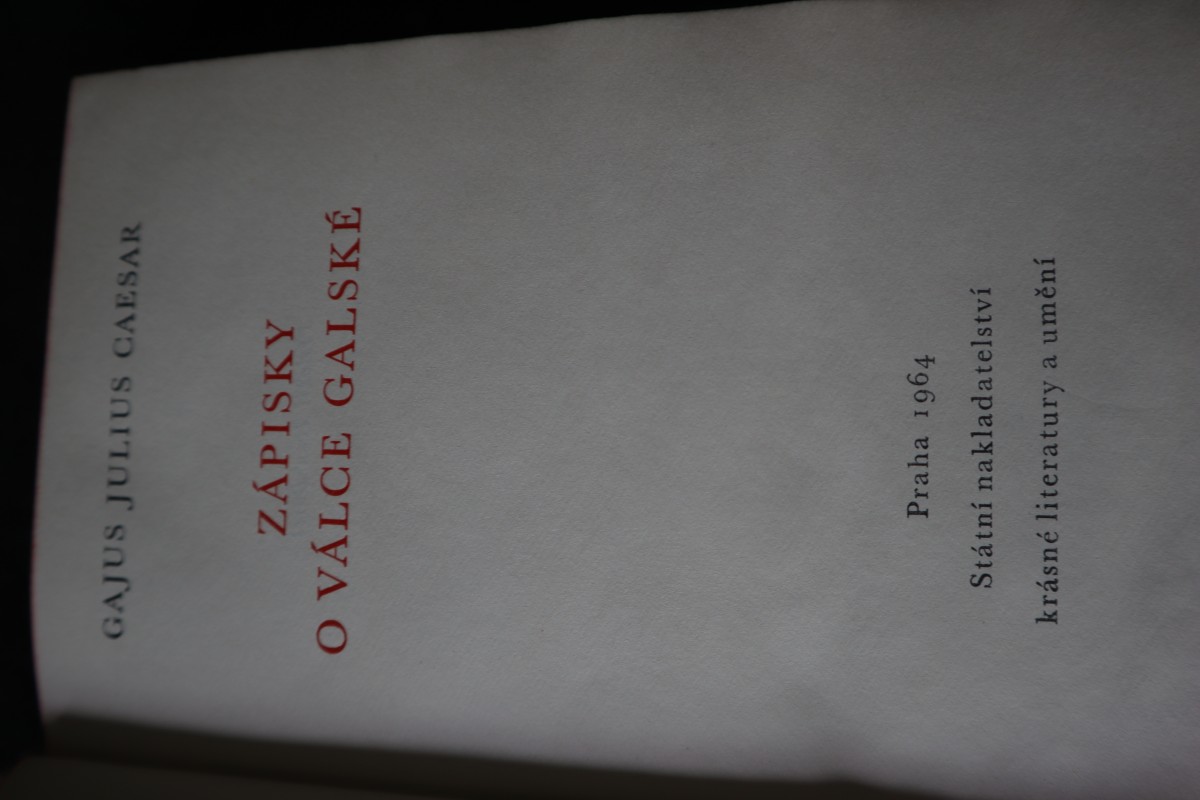 GAJUS JULIUS CAESAR
ZÁPISKY
O VÁLCE GALSKÉ
Praha 1964
Státní nakladatelství
krásné literatury a umění